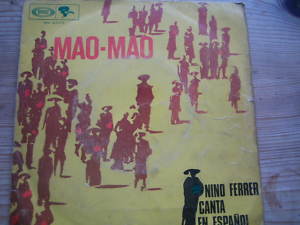 MAO-MAO
NINO FERRER
CANTA
EN ESPAÑOL